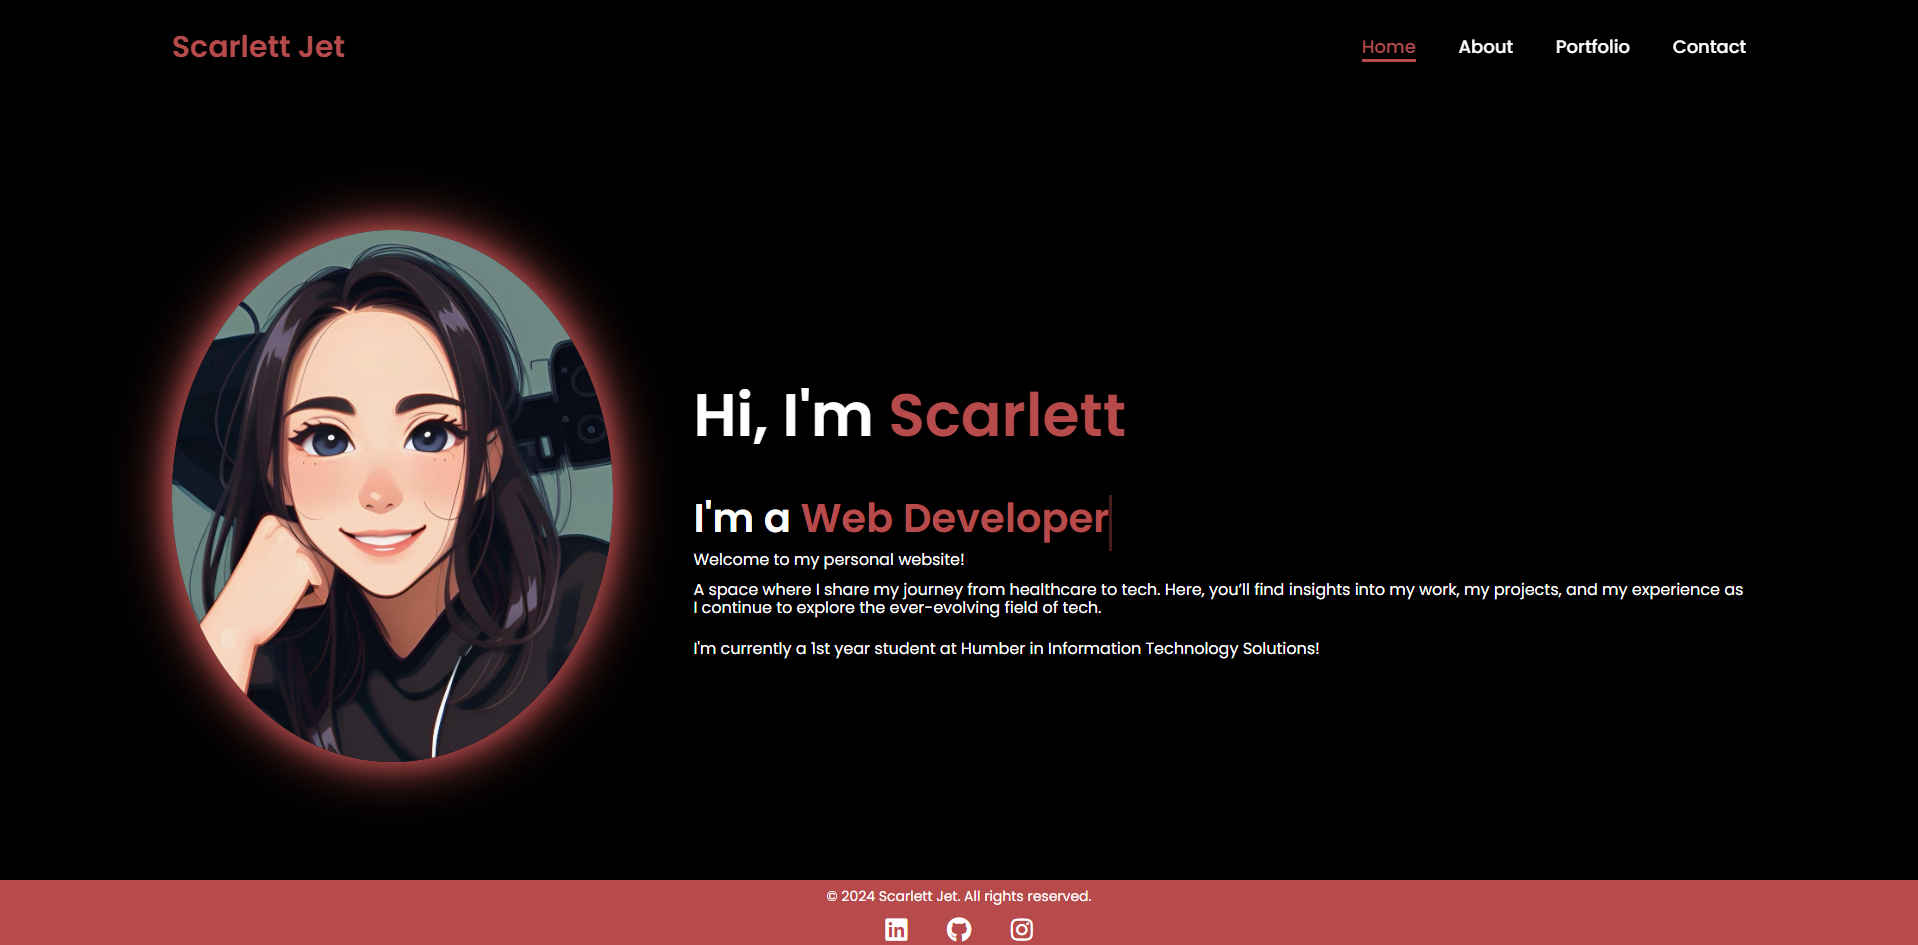 Scarlett Jet
Home About Portfolio Contact
Hi, I'm Scarlett
I'm a Web Developer
Welcome to my personal website!
A space where I share my journey from healthcare to tech. Here, you’ll find insights into my work, my projects, and my experience as
I continue to explore the ever-evolving field of tech.
I'm currently a 1st year student at Humber in Information Technology Solutions!
© 2024 Scarlett Jet. All rights reserved.